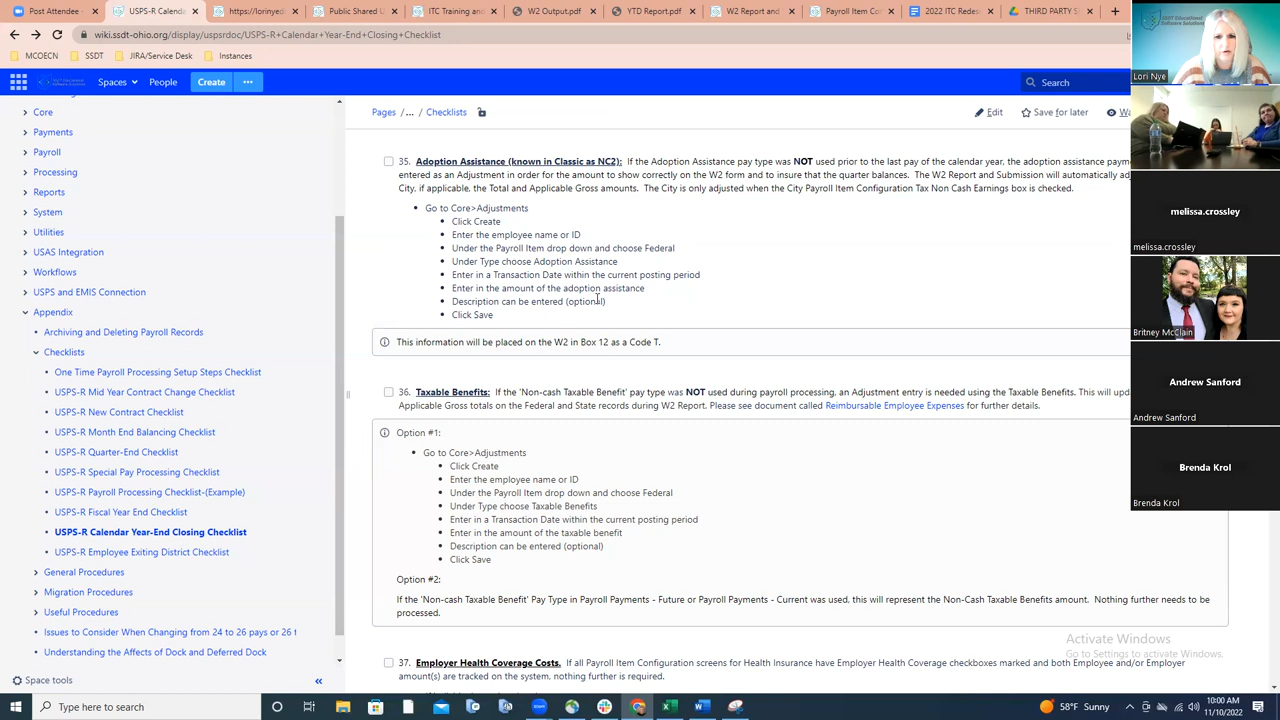 USPS-R Calenda
https://lorinyed
Public Shared U
ITC Training an
W2 Output.pdf
YTD Report.pdf
W2 Report and
Payroll Item Co
2022 ITC Redes
THIRD PARTY S
wiki.ssdt-ohio.org/display/uspsrdoc/USPS-R+Calendar+Year-End+Closing+Checklist
MCOECN
SSDT
JIRA/Service Desk
Instances
Spaces
People
Create
Search
Core
Payments
Payroll
Processing
Reports
System
Utilities
USAS Integration
Workflows
USPS and EMIS Connection
Appendix
Archiving and Deleting Payroll Records
Checklists
One Time Payroll Processing Setup Steps Checklist
USPS-R Mid Year Contract Change Checklist
USPS-R New Contract Checklist
USPS-R Month End Balancing Checklist
USPS-R Quarter-End Checklist
USPS-R Special Pay Processing Checklist
USPS-R Payroll Processing Checklist-(Example)
USPS-R Fiscal Year End Checklist
USPS-R Calendar Year-End Closing Checklist
USPS-R Employee Exiting District Checklist
General Procedures
Migration Procedures
Useful Procedures
Issues to Consider When Changing from 24 to 26 pays or 26 t
Understanding the Affects of Dock and Deferred Dock
Space tools
Pages /... / Checklists
Edit
Save for later
Wa
35. Adoption Assistance (known in Classic as NC2): If the Adoption Assistance pay type was NOT used prior to the last pay of the calendar year, the adoption assistance payme
entered as an Adjustment in order for the amount to show correctly on the W2 form and to insure that the quarter balances. The W2 Report and Submission will automatically adj
City, if applicable, the Total and Applicable Gross amounts. The City is only adjusted when the City Payroll Item Configuration Tax Non Cash Earnings box is checked.
Go to Core>Adjustments
Click Create
Enter the employee name or ID
Under the Payroll Item drop down and choose Federal
Under Type choose Adoption Assistance
Enter in a Transaction Date within the current posting period
Enter in the amount of the adoption assistance
Description can be entered (optional)
Click Save
This information will be placed on the W2 in Box 12 as a Code T.
36. Taxable Benefits: If the 'Non-cash Taxable Benefit' pay type was NOT used during payroll processing, an Adjustment entry is needed using the Taxable Benefits. This will upd
Applicable Gross totals on the Federal and State records during W2 Report. Please see document called Reimbursable Employee Expenses for further details.
Option #1:
Go to Core>Adjustments
Click Create
Enter the employee name or ID
Under the Payroll Item drop down and choose Federal
Under Type choose Taxable Benefits
Enter in a Transaction Date within the current posting period
Enter in the amount of the taxable benefit
Description can be entered (optional)
Click Save
Option #2:
If the 'Non-cash Taxable Benefit' Pay Type in Payroll Payments - Future or Payroll Payments - Current was used, this will represent the Non-Cash Taxable Benefits amount. Nothing further needs to be
processed.
37. Employer Health Coverage Costs. If all Payroll Item Configuration screens for Health Insurance have Employer Health Coverage checkboxes marked and both Employee and/or Employer
amount(s) are tracked on the system, nothing further is required.
Activate Windows
Go to Settings to activate Windows.
Lori Nye
melissa.crossley
melissa.crossley
Britney McClain
Andrew Sanford
Andrew Sanford
Brenda Krol
Brenda Krol
Type here to search
58°F Sunny
10:00 AM
11/10/2022